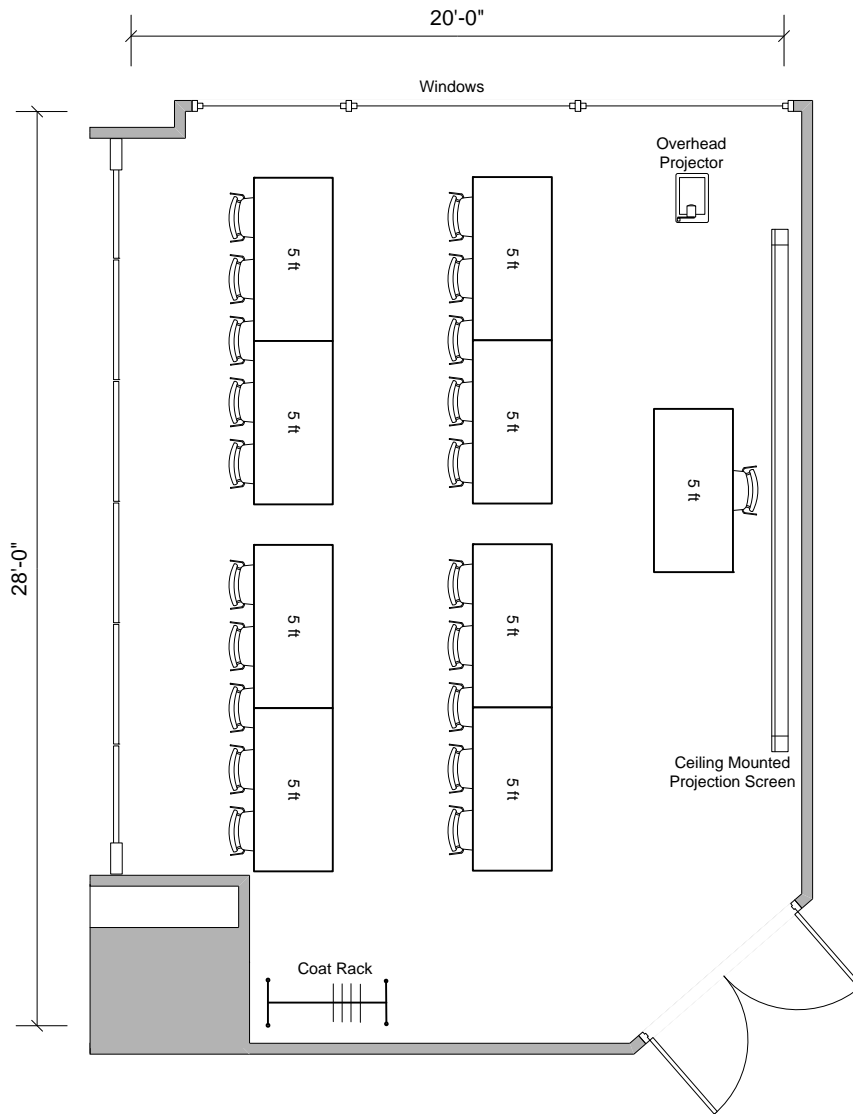 20'-0"
Windows
Overhead
Projector
5 ft
5 ft
5 ft
5 ft
5 ft
28'-0"
5 ft
5 ft
5 ft
5 ft
Ceiling Mounted
Projection Screen
Coat Rack